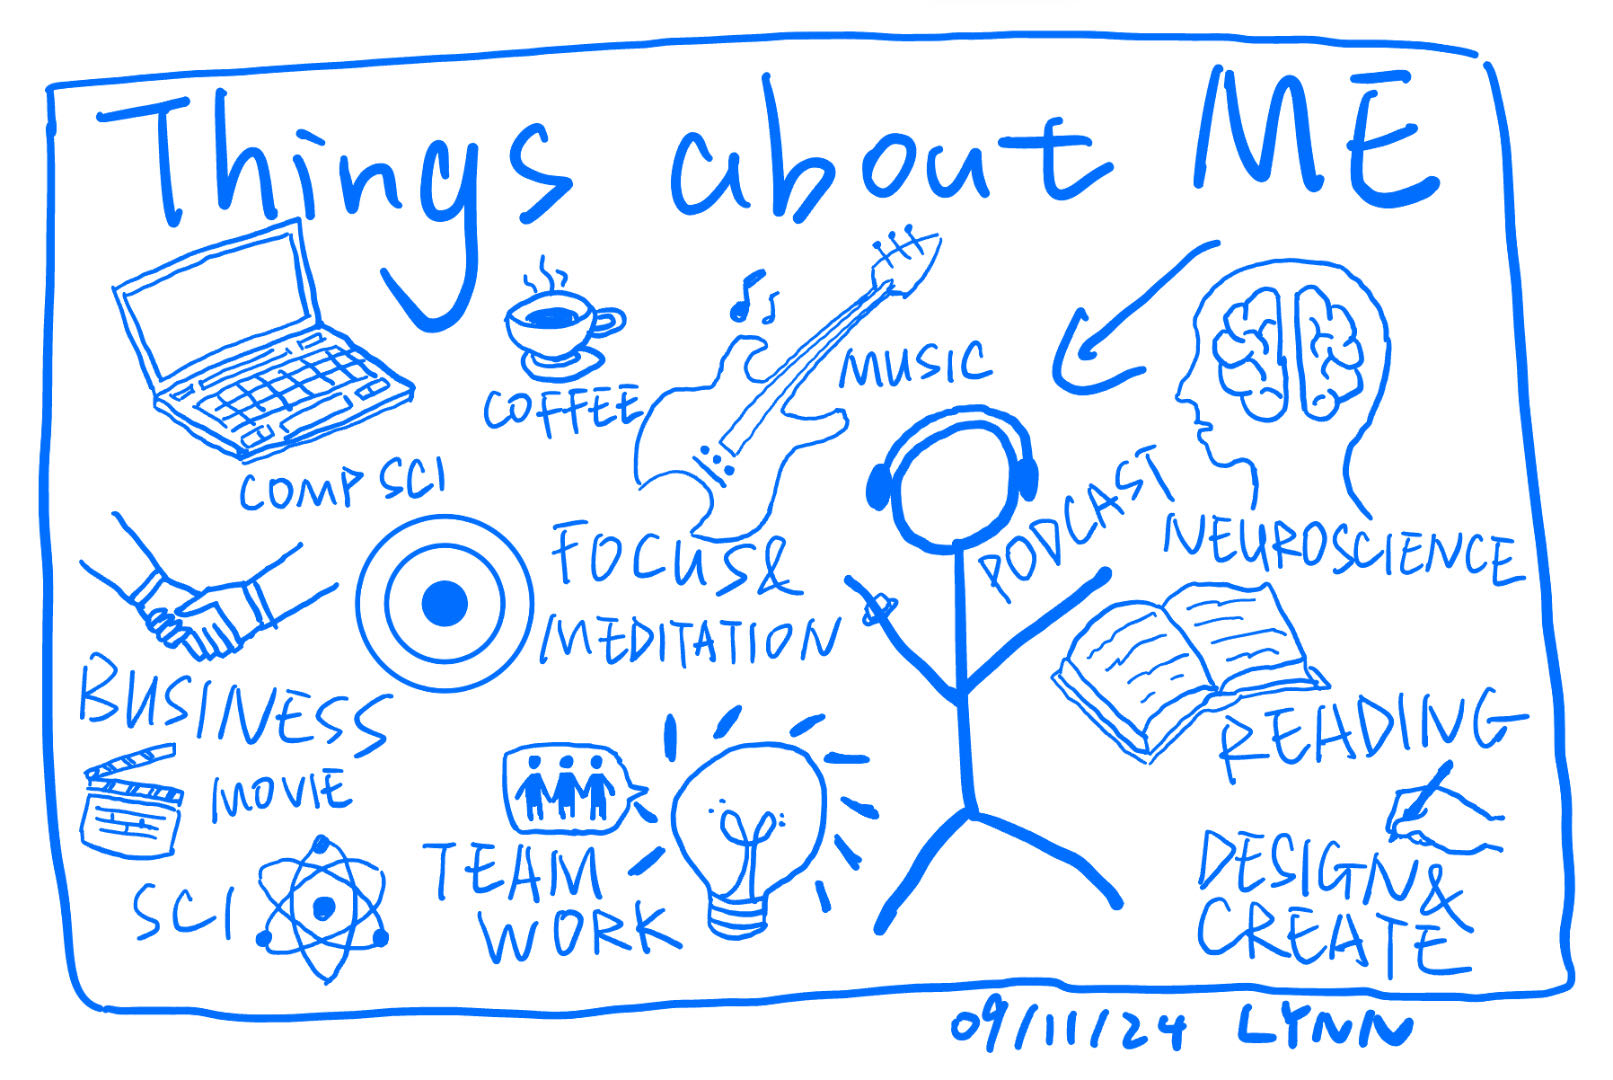 Things about ME
COFFEE
MUSIC
COMP SCI
PODCAST
NEUROSCIENCE
FOCUS &
MEDITATION
BUSINESS
READING
MOVIE
SCI
TEAM
WORK
DESIGN &
CREATE
09/11/24 LYNN